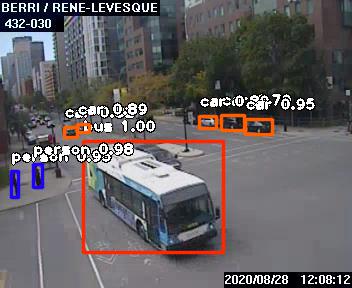 BERRI / RENE-LEVESQUE
432-030
car 0.89
car 0.95
bus 1.00
person 0.98
person 0.93
2020/08/28 12:08:12